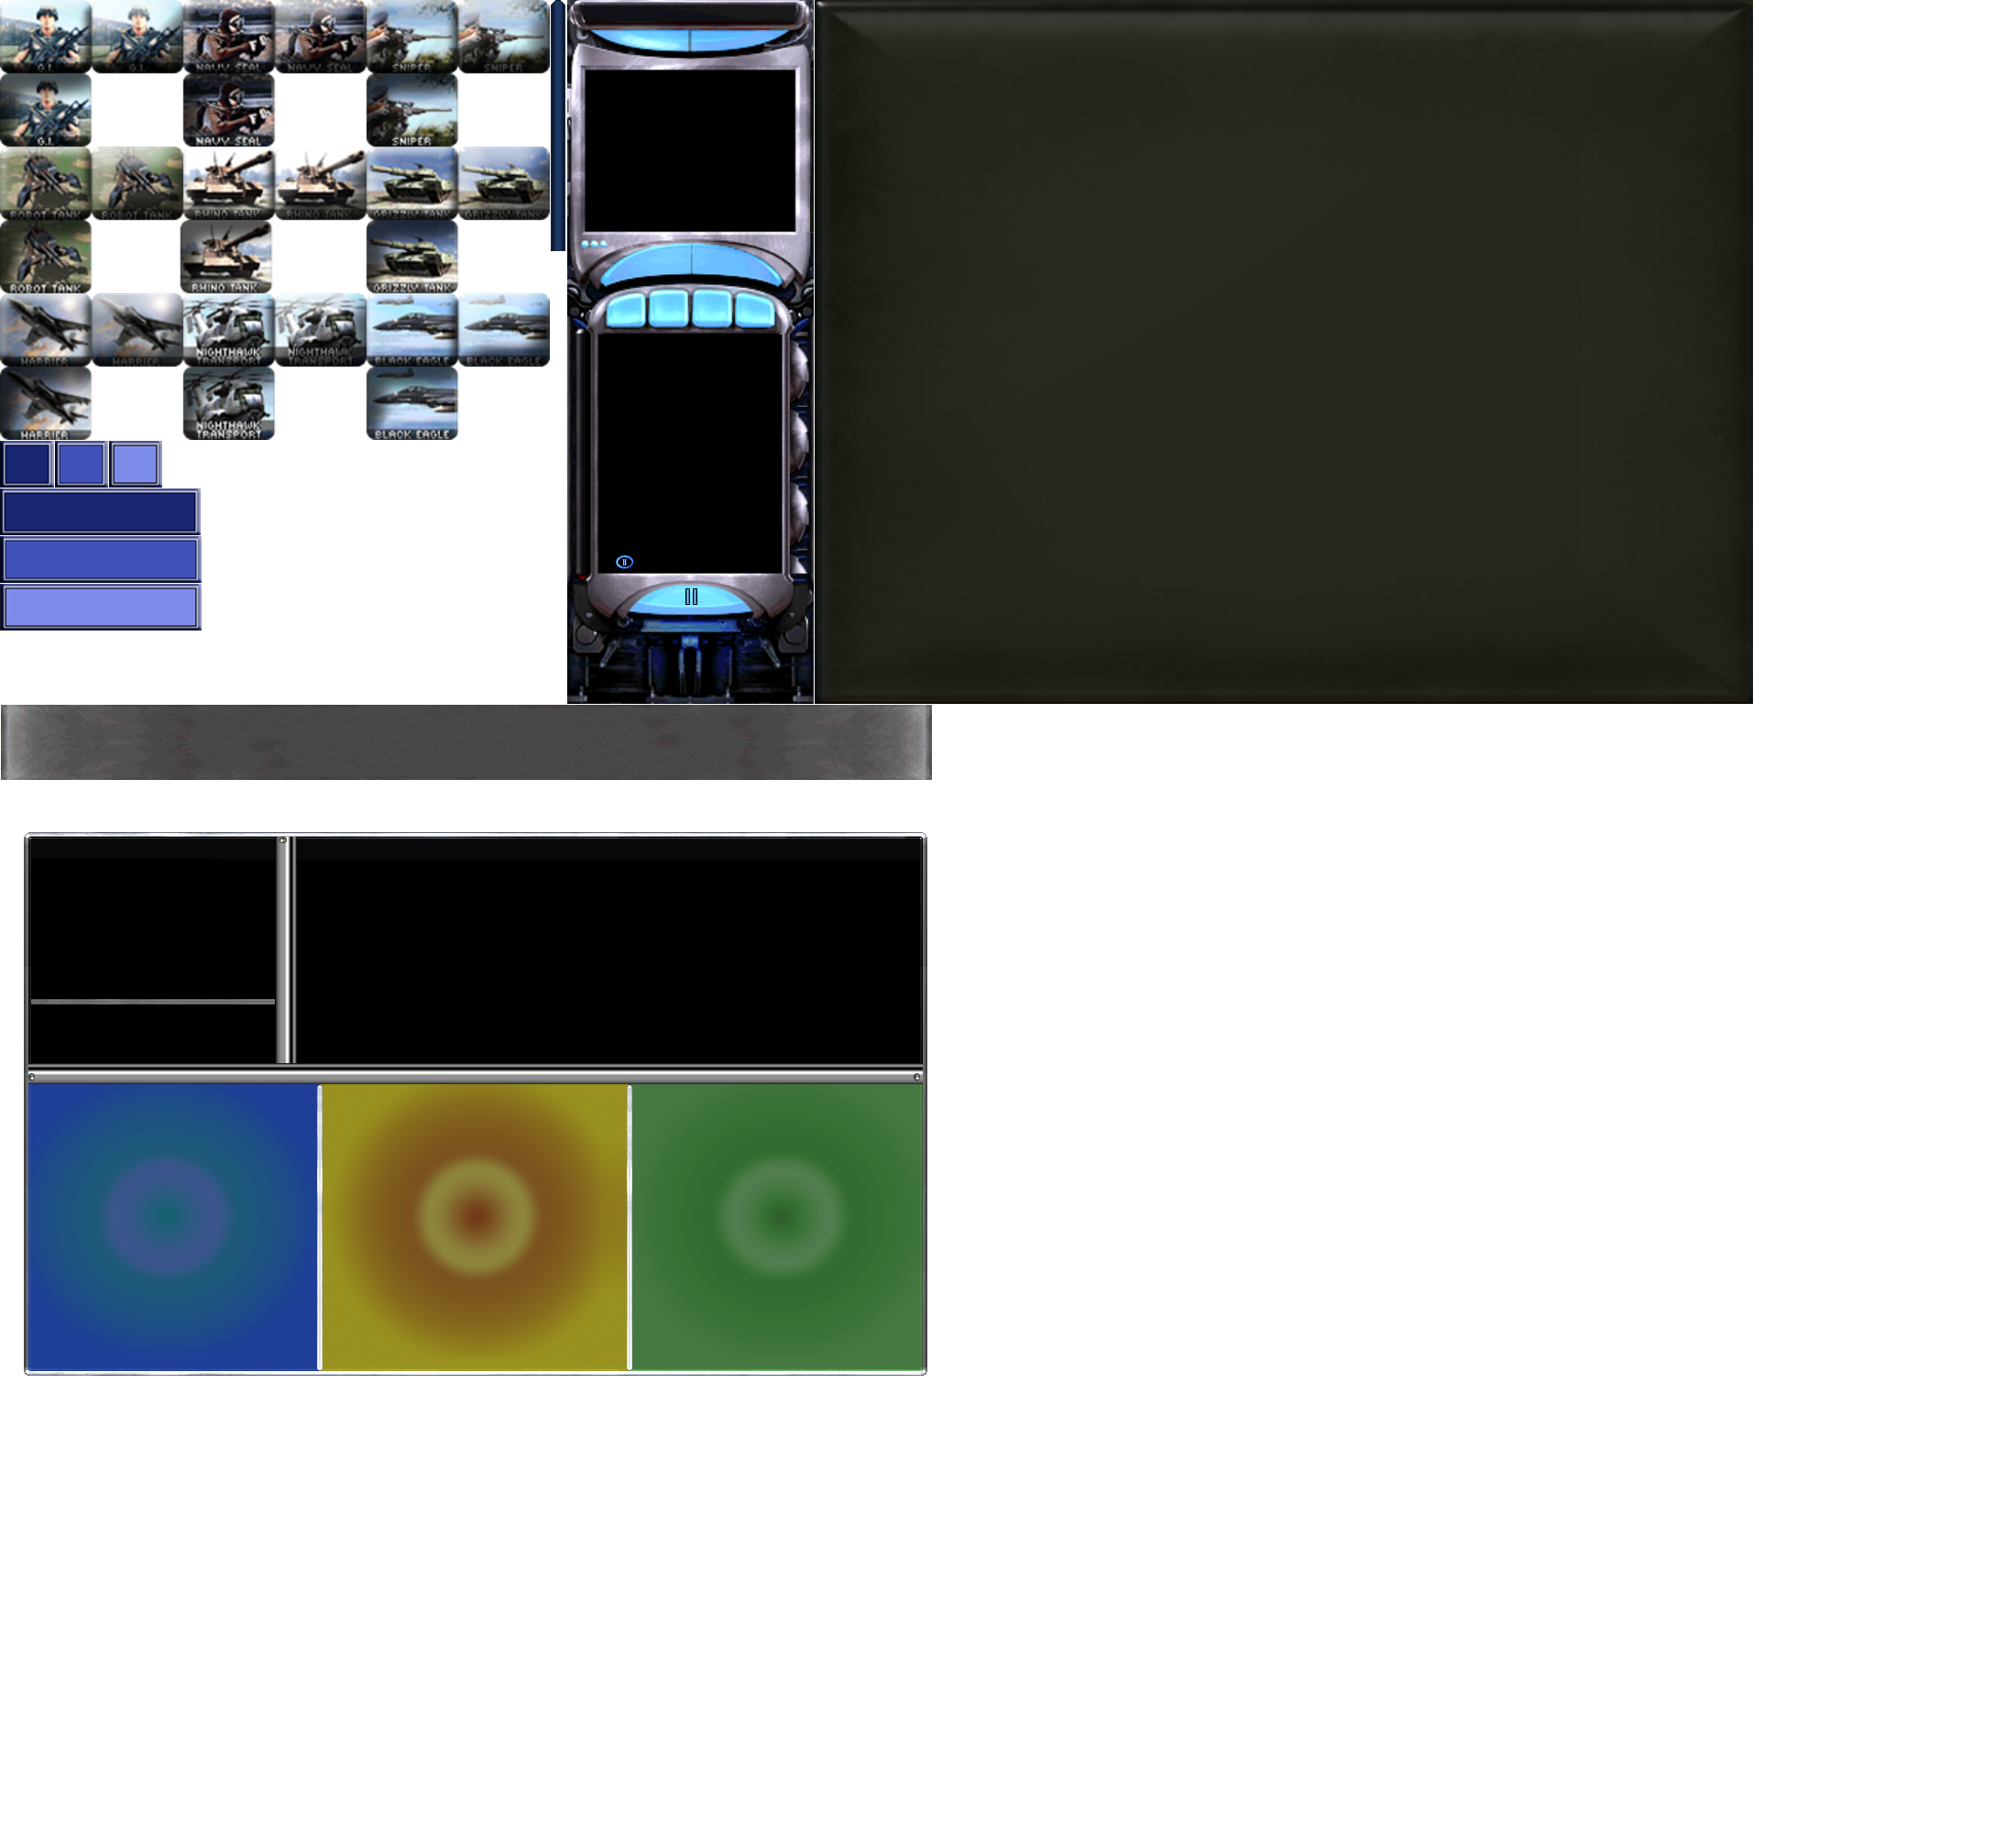 G.I. G.I. NAVY SEAL NAVY SEAL SNIPER SNIPER
G.I. NAVY SEAL SNIPER
ROBOT TANK ROBOT TANK RHINO TANK RHINO TANK GRIZZLY TANK GRIZZLY TANK
ROBOT TANK RHINO TANK GRIZZLY TANK
HARRIER HARRIER NIGHTHAWK TRANSPORT NIGHTHAWK TRANSPORT BLACK EAGLE BLACK EAGLE
HARRIER NIGHTHAWK TRANSPORT BLACK EAGLE